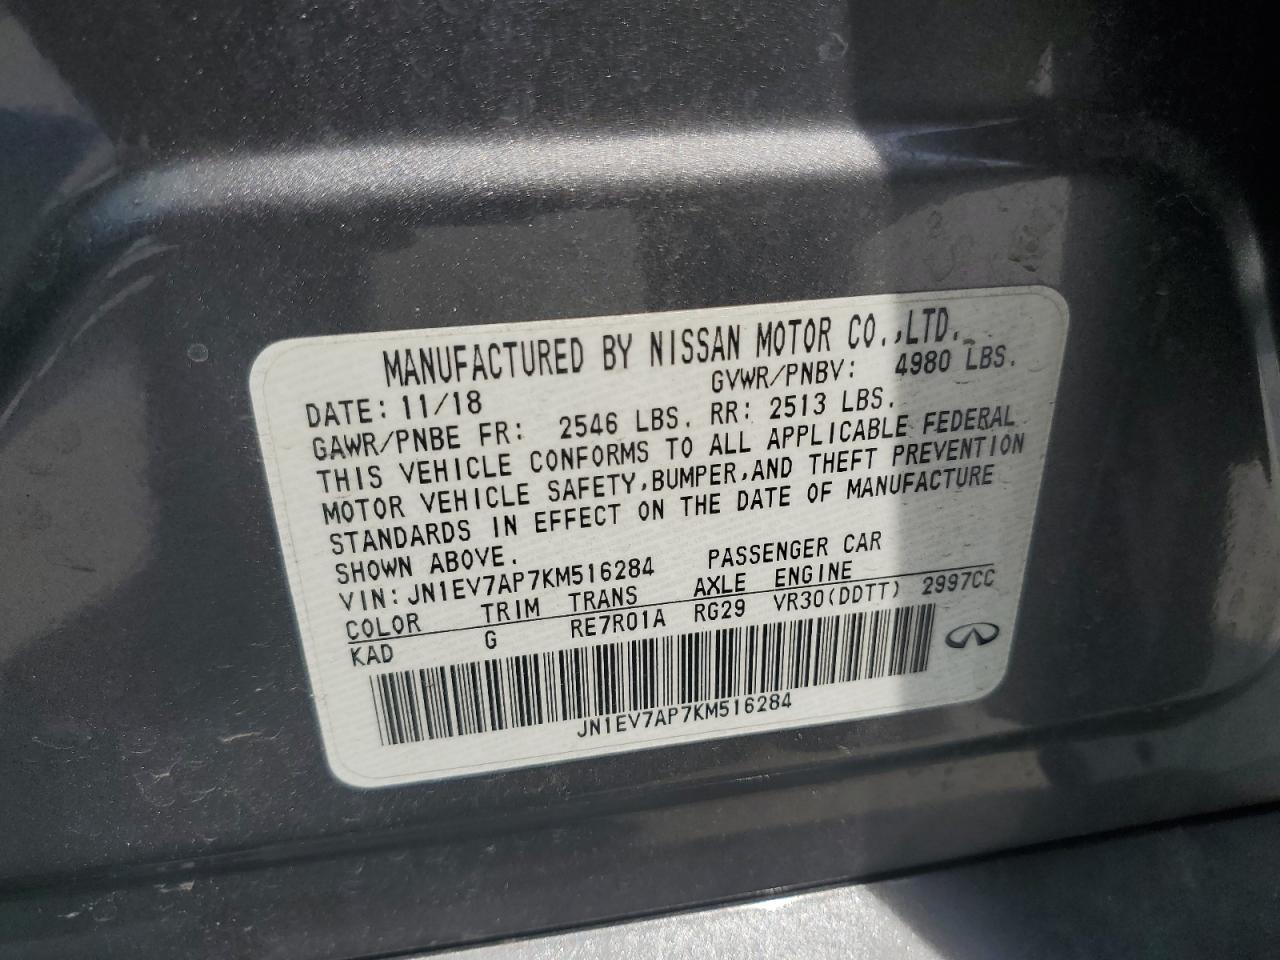 MANUFACTURED BY NISSAN MOTOR CO.,LTD.
DATE: 11/18 GVWR/PNBV: 4980 LBS.
GAWR/PNBE FR: 2546 LBS. RR: 2513 LBS.
THIS VEHICLE CONFORMS TO ALL APPLICABLE FEDERAL
MOTOR VEHICLE SAFETY,BUMPER,AND THEFT PREVENTION
STANDARDS IN EFFECT ON THE DATE OF MANUFACTURE
SHOWN ABOVE.
VIN: JN1EV7AP7KM516284 PASSENGER CAR
COLOR TRIM TRANS AXLE ENGINE
KAD G RE7R01A RG29 VR30(DDTT) 2997CC
JN1EV7AP7KM516284